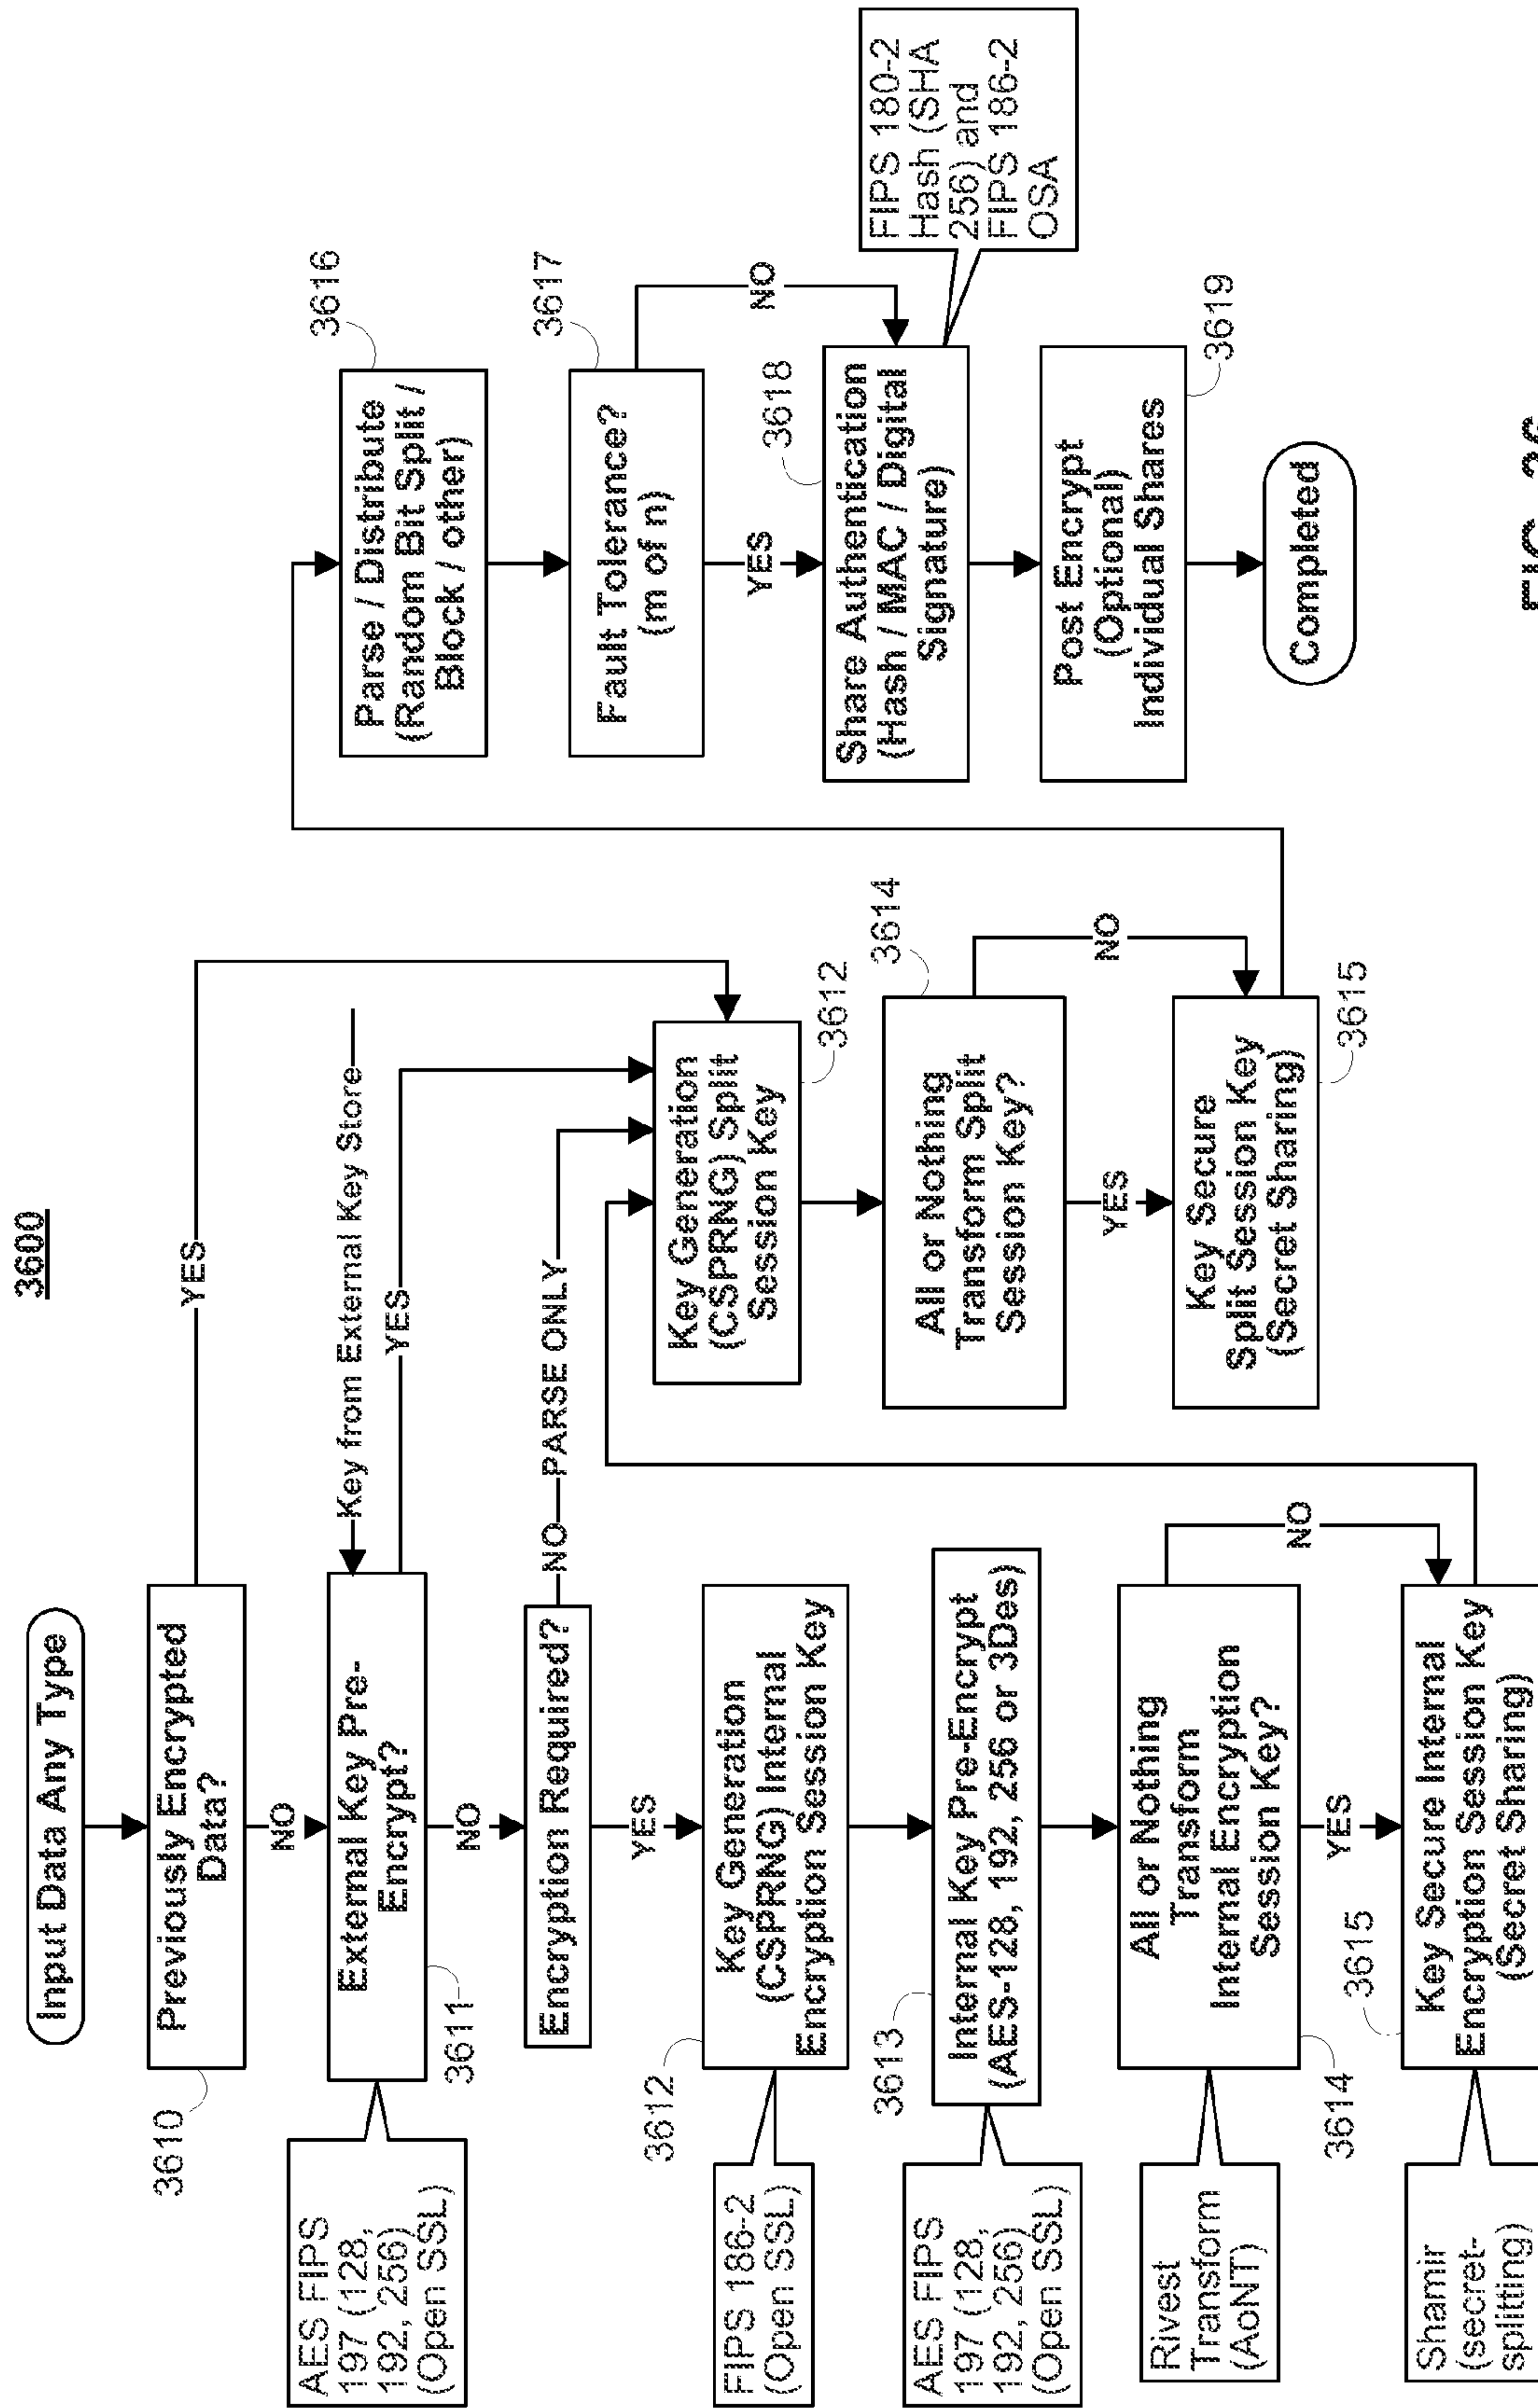 3600
Input Data Any Type
Previously Encrypted
Data?
3610
YES
NO
Key from External Key Store
External Key Pre-
Encrypt?
3611
AES FIPS
197 (128,
192, 256)
(Open SSL)
YES
NO
Encryption Required?
NO
PARSE ONLY
YES
Key Generation
(CSPRNG) Internal
Encryption Session Key
3612
FIPS 186-2
(Open SSL)
Internal Key Pre-Encrypt
(AES-128, 192, 256 or 3Des)
3613
AES FIPS
197 (128,
192, 256)
(Open SSL)
All or Nothing
Transform
Internal Encryption
Session Key?
3614
Rivest
Transform
(AoNT)
NO
YES
Key Secure Internal
Encryption Session Key
(Secret Sharing)
3615
Shamir
(secret-
splitting)
Key Generation
(CSPRNG) Split
Session Key
3612
All or Nothing
Transform Split
Session Key?
3614
NO
YES
Key Secure
Split Session Key
(Secret Sharing)
3615
Parse / Distribute
(Random Bit Split /
Block / other)
3616
Fault Tolerance?
(m of n)
3617
NO
YES
Share Authentication
(Hash / MAC / Digital
Signature)
3618
FIPS 180-2
Hash (SHA
256) and
FIPS 186-2
OSA
Post Encrypt
(Optional)
Individual Shares
3619
Completed